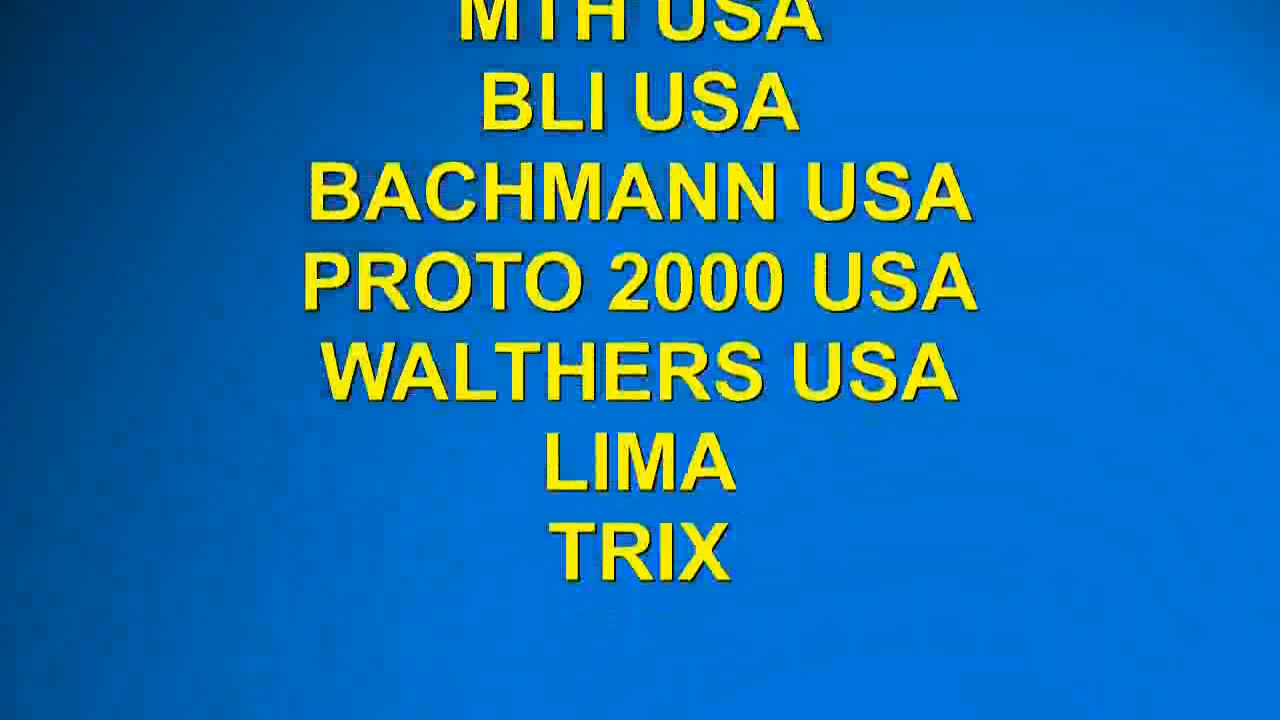 MTH USA
BLI USA
BACHMANN USA
PROTO 2000 USA
WALTHERS USA
LIMA
TRIX